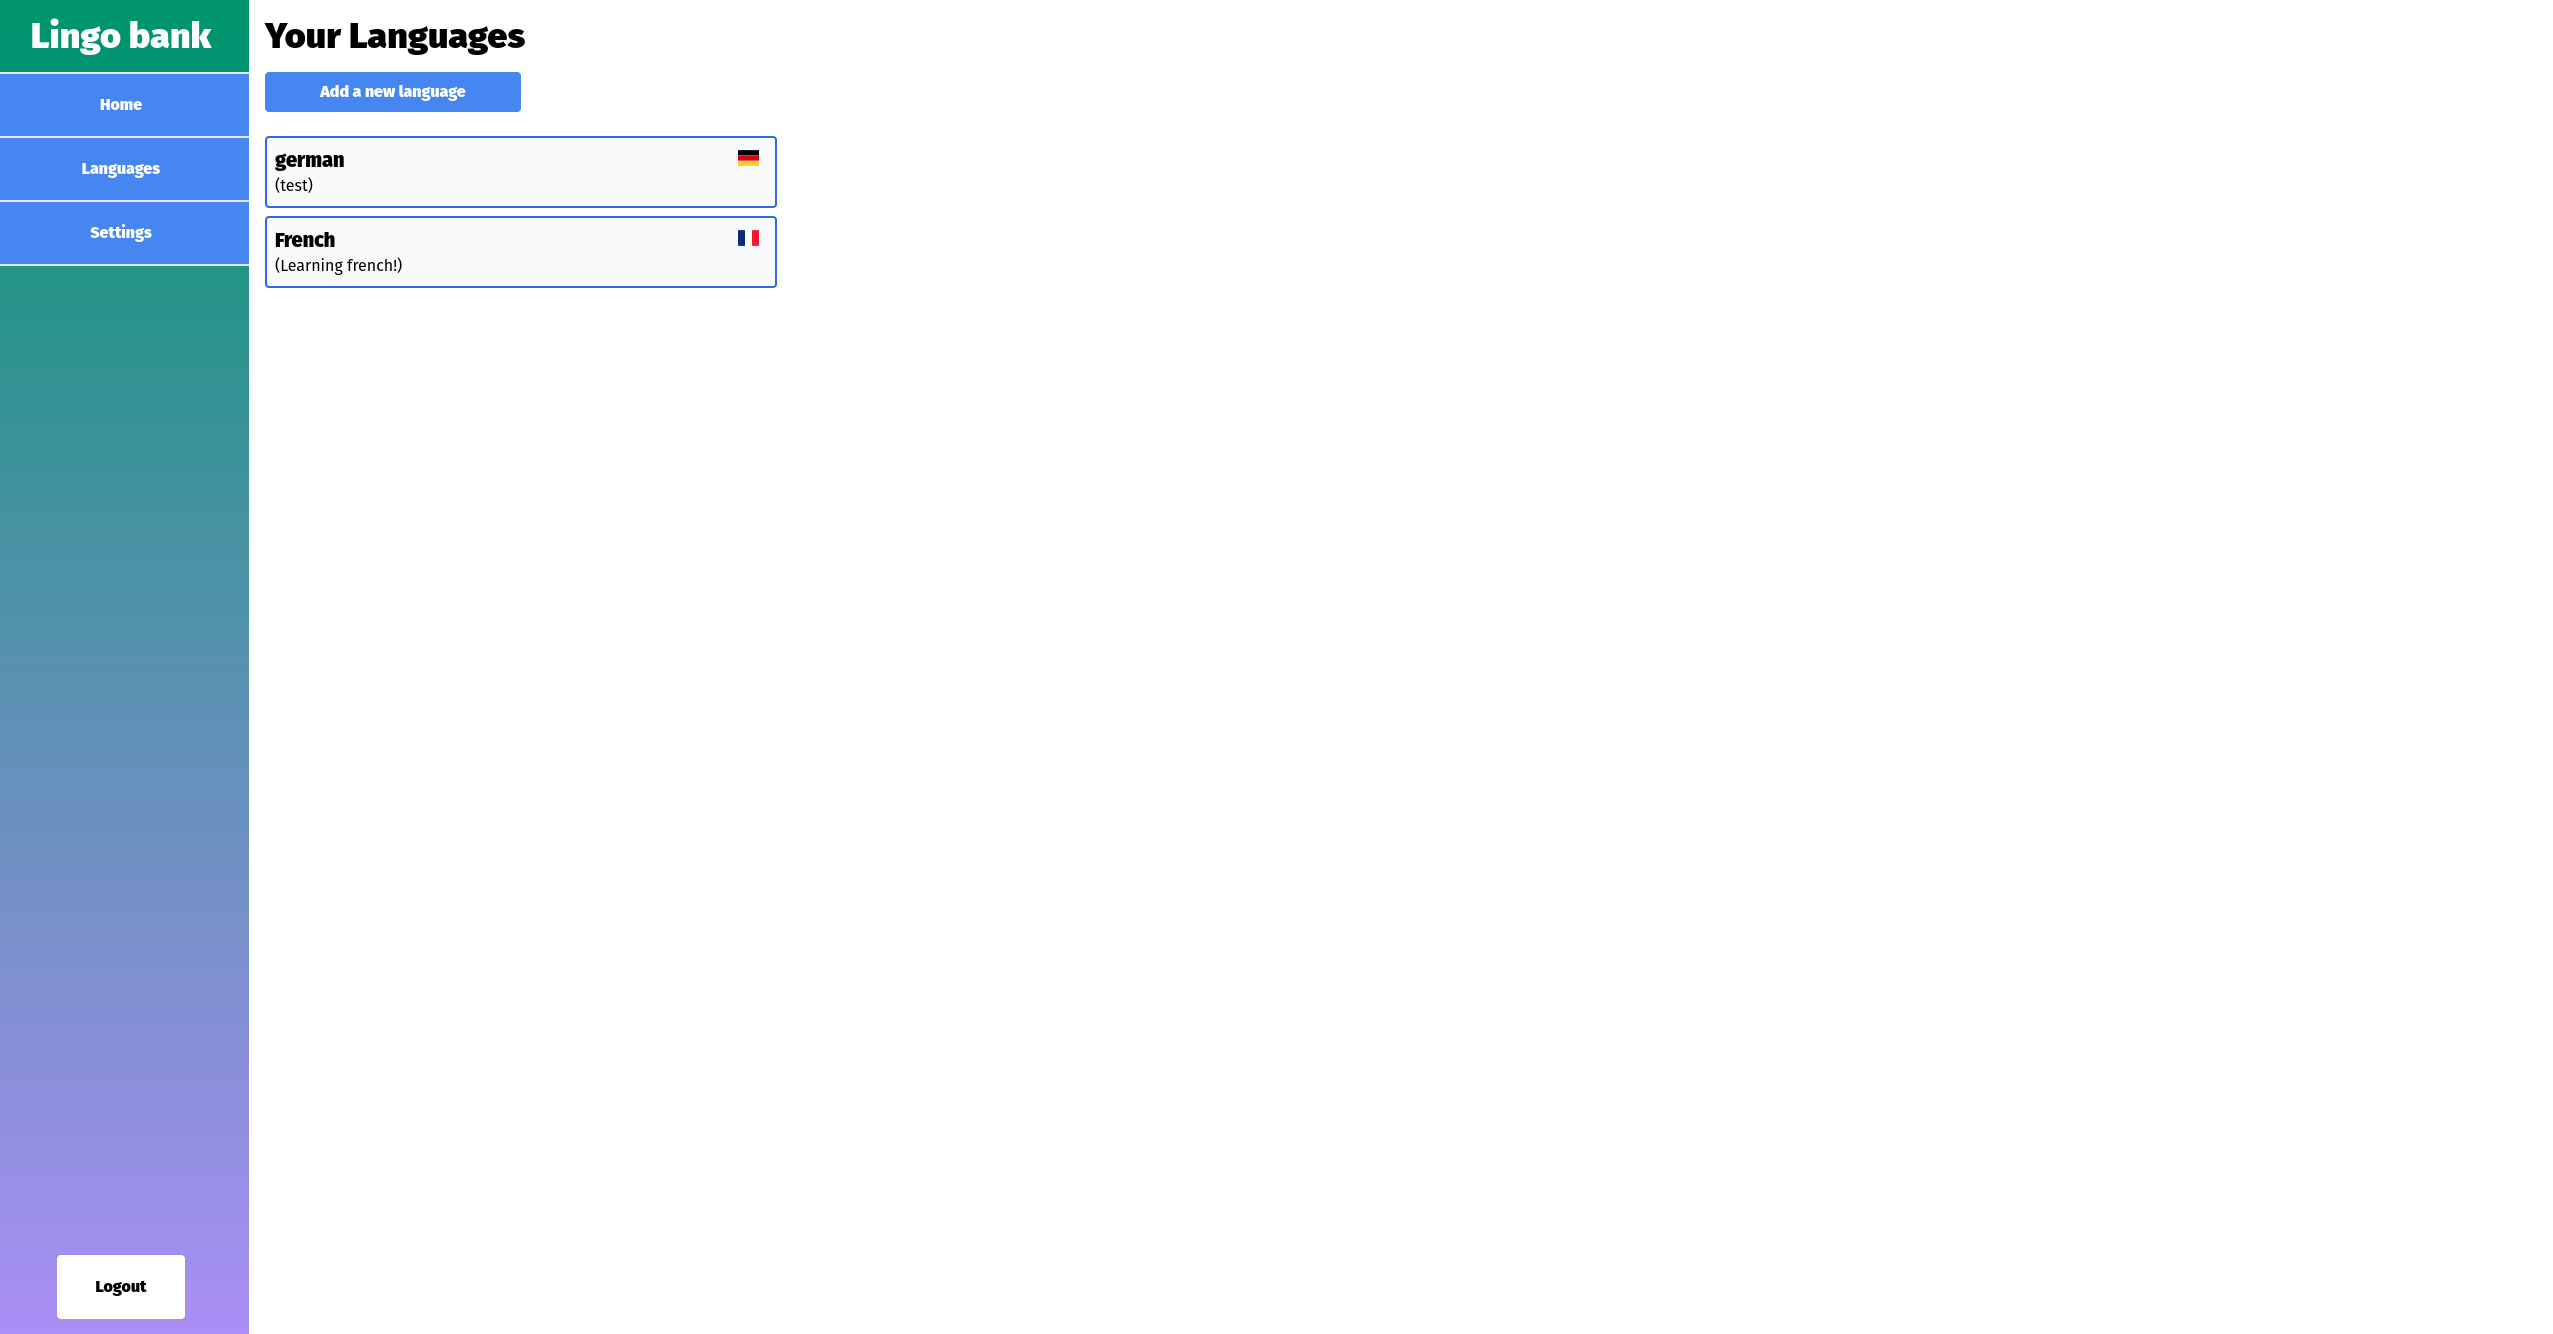 Lingo bank
Home
Languages
Settings
Logout
Your Languages
Add a new language
german
(test)
French
(Learning french!)